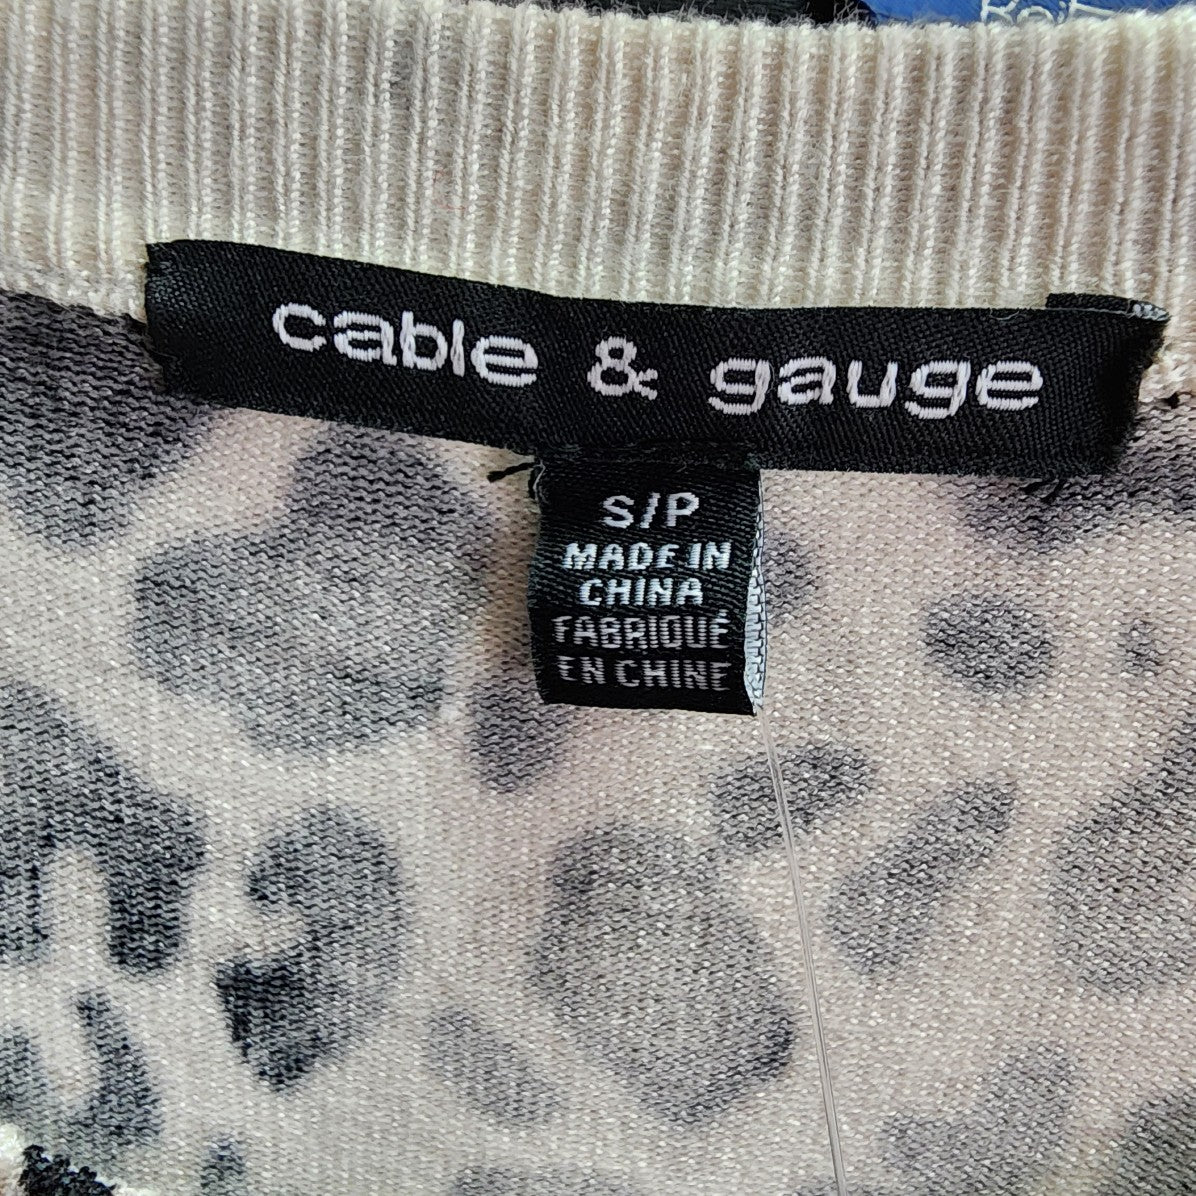 cable & gauge
S/P
MADE IN
CHINA
FABRIQUÉ
EN CHINE